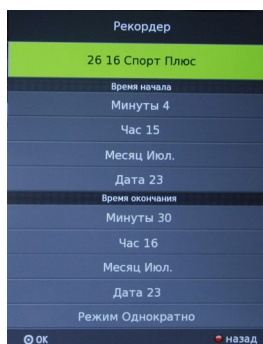 Рекордер
26 16 Спорт Плюс
Время начала
Минуты 4
Час 15
Месяц Июл.
Дата 23
Время окончания
Минуты 30
Час 16
Месяц Июл.
Дата 23
Режим Однократно
ОК назад